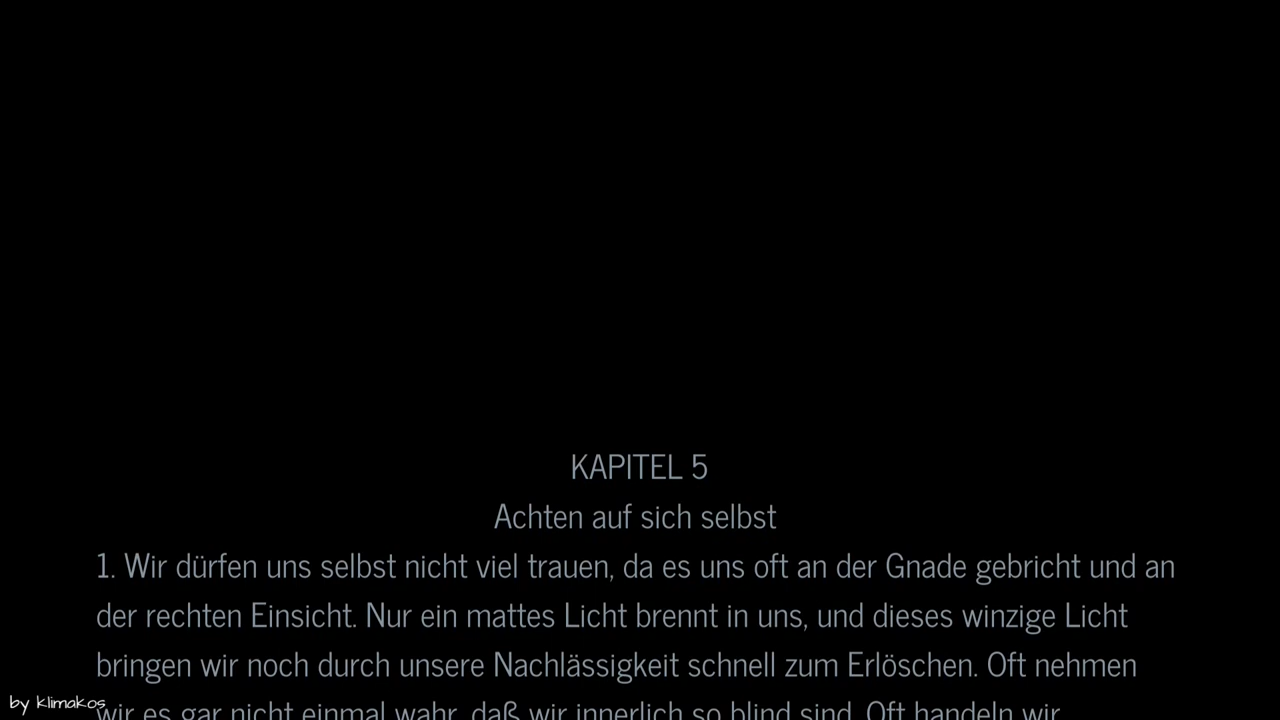 KAPITEL 5
Achten auf sich selbst
1. Wir dürfen uns selbst nicht viel trauen, da es uns oft an der Gnade gebricht und an
der rechten Einsicht. Nur ein mattes Licht brennt in uns, und dieses winzige Licht
bringen wir noch durch unsere Nachlässigkeit schnell zum Erlöschen. Oft nehmen
wir es gar nicht einmal wahr, daß wir innerlich so blind sind. Oft handeln wir
by klimakos